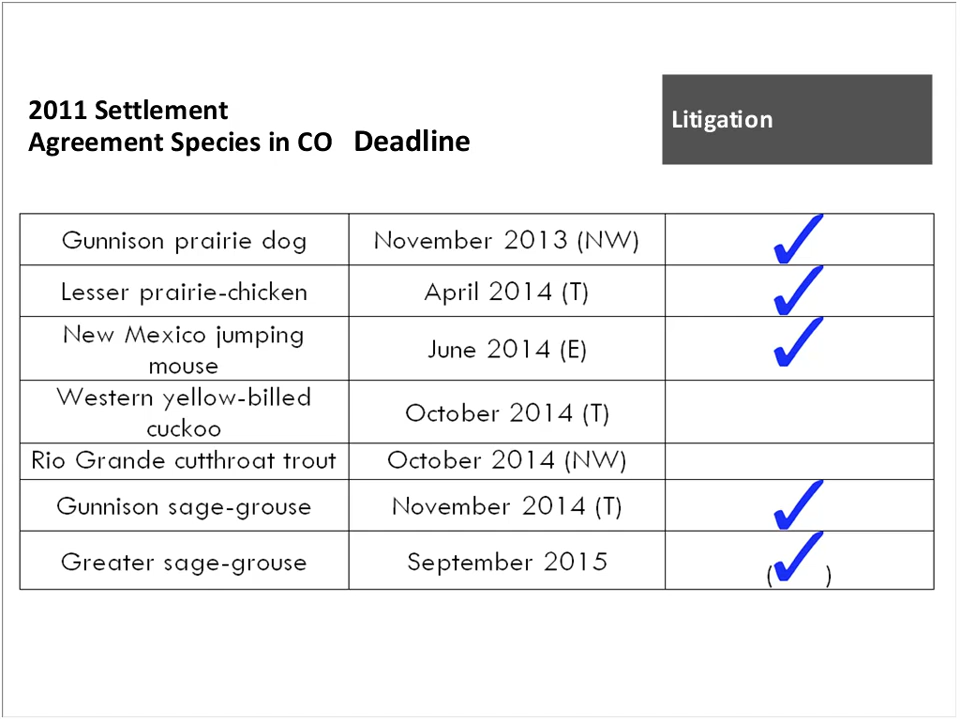 2011 Settlement
Agreement Species in CO Deadline
Litigation
Gunnison prairie dog November 2013 (NW) ✓
Lesser prairie-chicken April 2014 (T) ✓
New Mexico jumping
mouse June 2014 (E) ✓
Western yellow-billed
cuckoo October 2014 (T)
Rio Grande cutthroat trout October 2014 (NW)
Gunnison sage-grouse November 2014 (T) ✓
Greater sage-grouse September 2015 (✓)